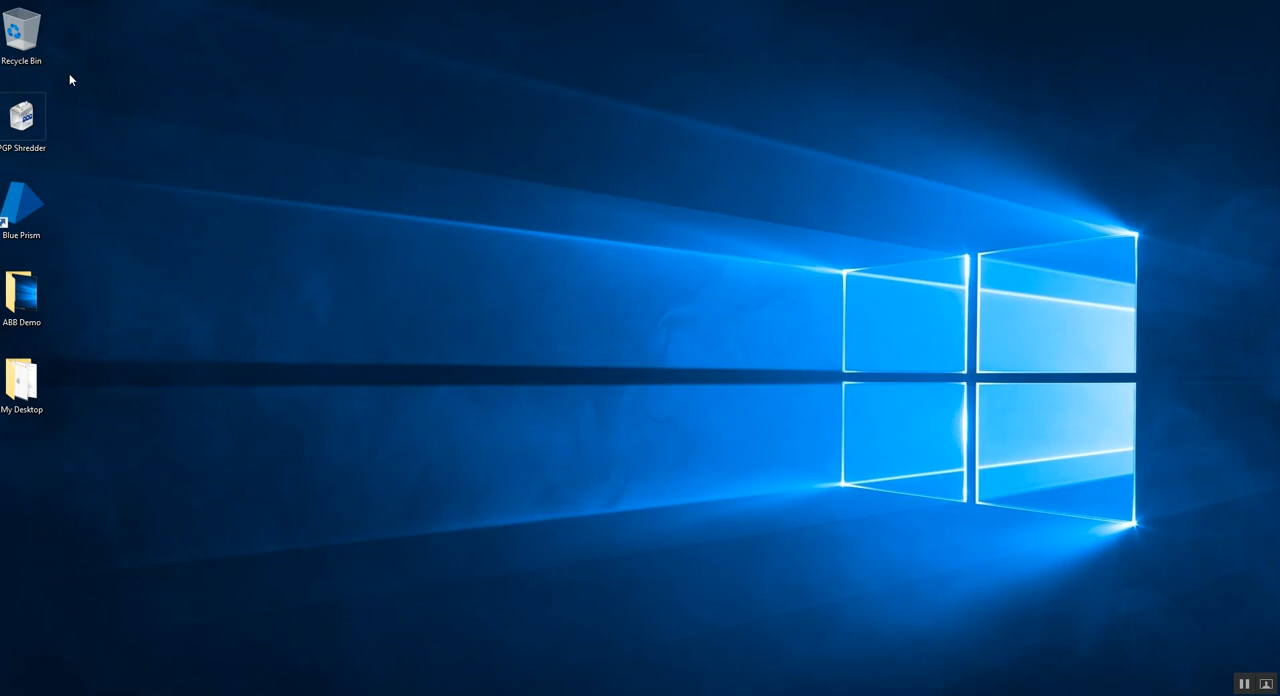 Recycle Bin
PGP Shredder
Blue Prism
ABB Demo
My Desktop